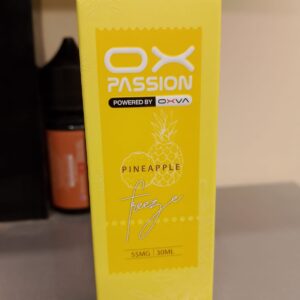 OX
PASSION
POWERED BY OXVA
PINEAPPLE
freeze
55MG | 30ML